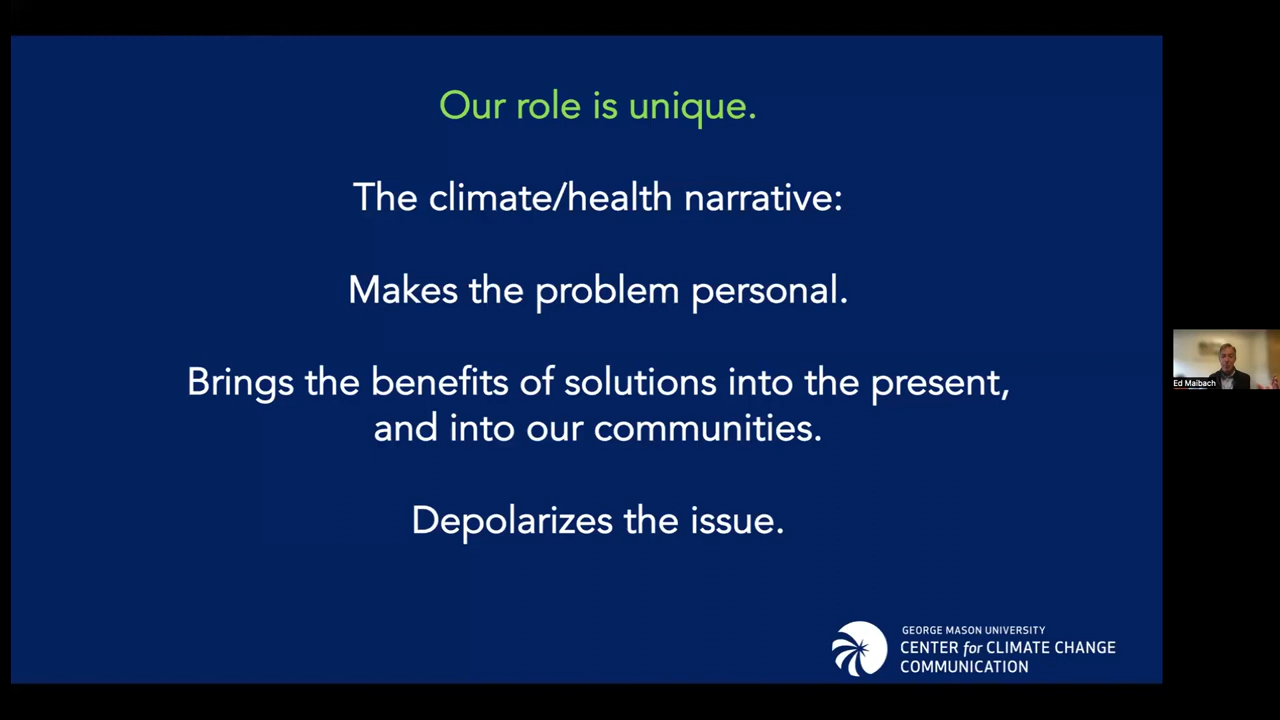 Our role is unique.
The climate/health narrative:
Makes the problem personal.
Brings the benefits of solutions into the present,
and into our communities.
Depolarizes the issue.
Ed Maibach
GEORGE MASON UNIVERSITY
CENTER for CLIMATE CHANGE
COMMUNICATION